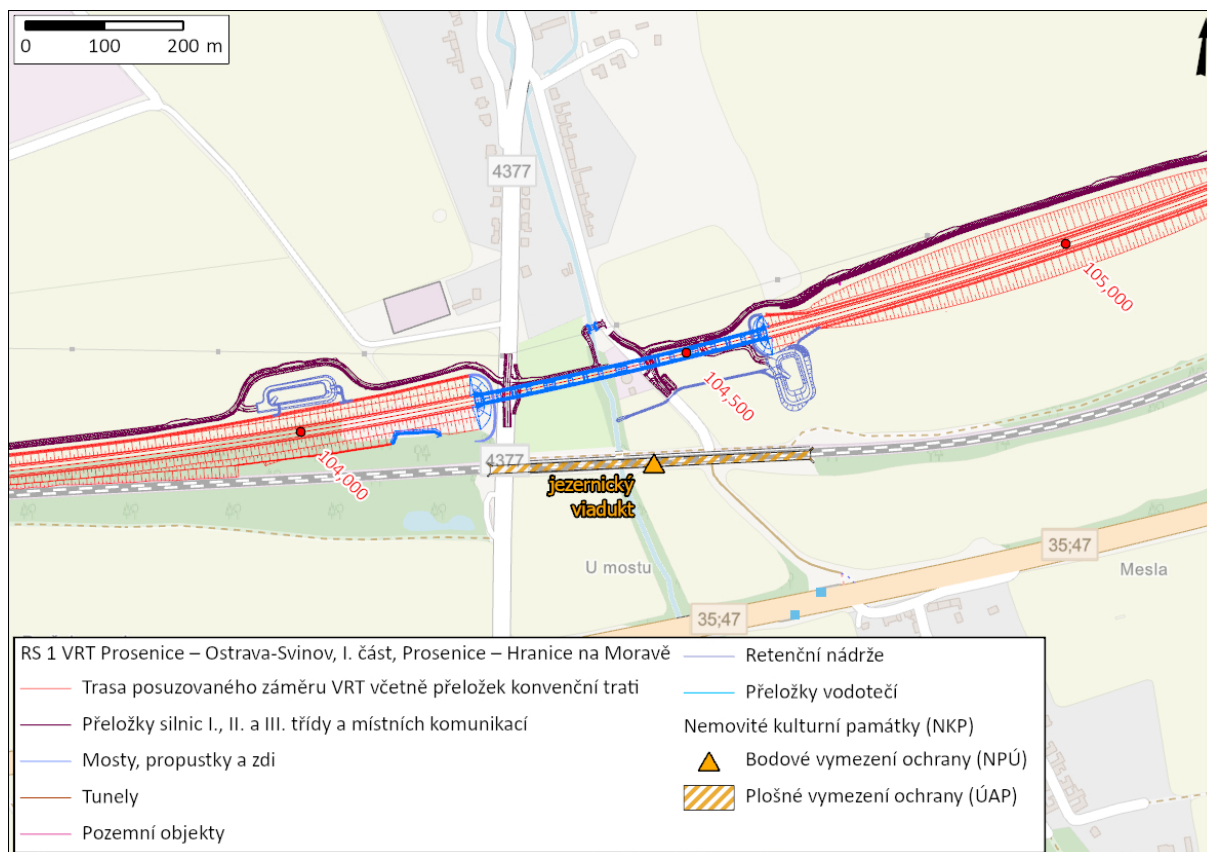 0 100 200 m
4377
105,000
104,500
104,000
4377
jezernický
viadukt
U mostu
35;47
Mesla
35;47
RS 1 VRT Prosenice – Ostrava-Svinov, I. část, Prosenice – Hranice na Moravě
Trasa posuzovaného záměru VRT včetně přeložek konvenční trati
Přeložky silnic I., II. a III. třídy a místních komunikací
Mosty, propustky a zdi
Tunely
Pozemní objekty
Retenční nádrže
Přeložky vodotečí
Nemovité kulturní památky (NKP)
Bodové vymezení ochrany (NPÚ)
Plošné vymezení ochrany (ÚAP)